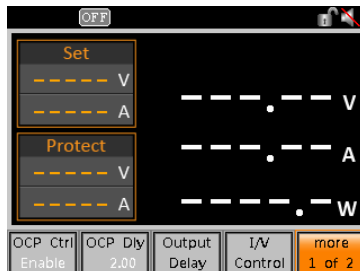 OFF
Set
----- V
----- A
Protect
----- V
----- A
---.-- V
---.-- A
----.-- W
OCP Ctrl
Enable
OCP Dly
2.00
Output
Delay
I/V
Control
more
1 of 2